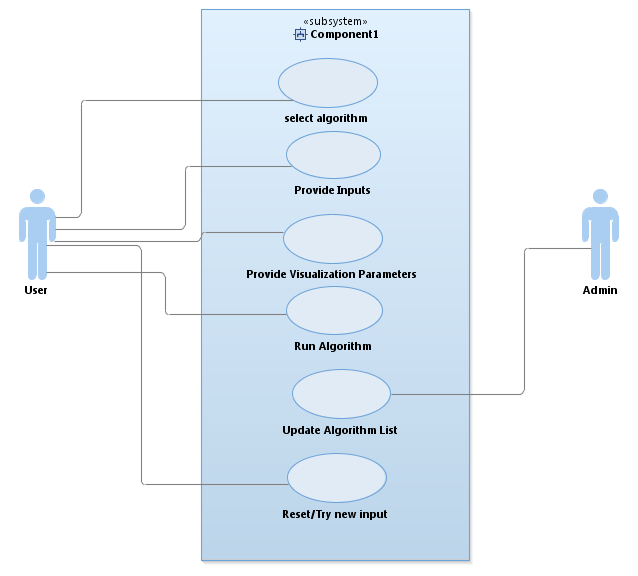 «subsystem»
Component1
select algorithm
Provide Inputs
Provide Visualization Parameters
User
Admin
Run Algorithm
Update Algorithm List
Reset/Try new input